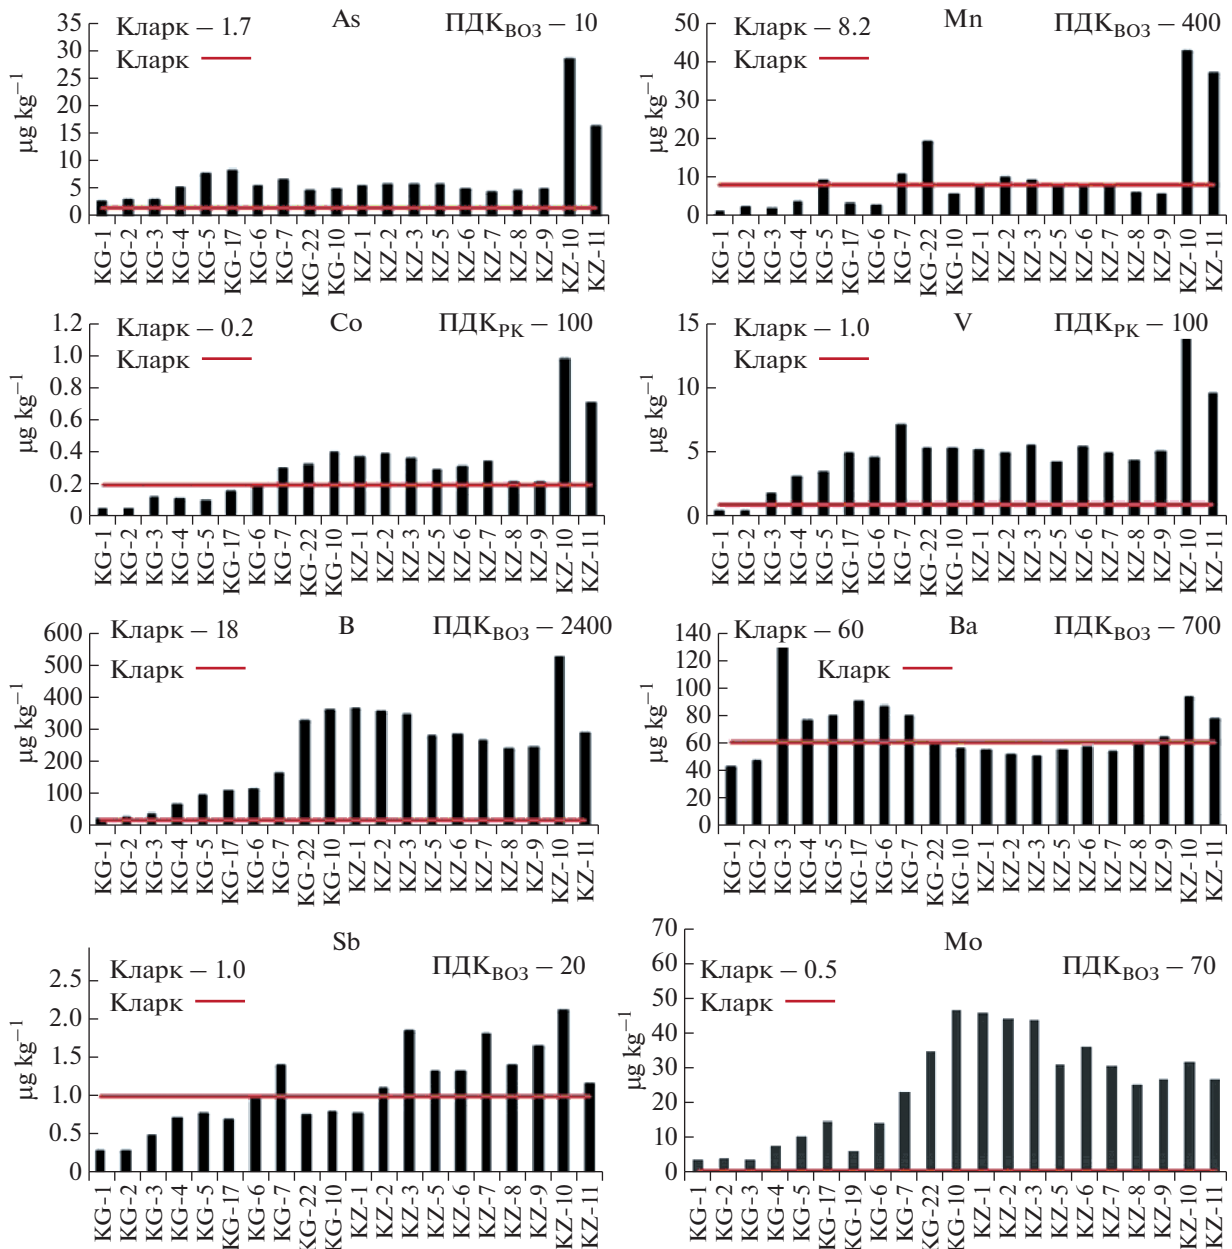 As
Кларк – 1.7
ПДК_ВОЗ – 10
Кларк
µg kg⁻¹
35
30
25
20
15
10
5
0
KG-1
KG-2
KG-3
KG-4
KG-5
KG-17
KG-6
KG-7
KG-22
KG-10
KZ-1
KZ-2
KZ-3
KZ-5
KZ-6
KZ-7
KZ-8
KZ-9
KZ-10
KZ-11
Mn
Кларк – 8.2
ПДК_ВОЗ – 400
Кларк
µg kg⁻¹
50
40
30
20
10
0
KG-1
KG-2
KG-3
KG-4
KG-5
KG-17
KG-6
KG-7
KG-22
KG-10
KZ-1
KZ-2
KZ-3
KZ-5
KZ-6
KZ-7
KZ-8
KZ-9
KZ-10
KZ-11
Co
Кларк – 0.2
ПДК_РК – 100
Кларк
µg kg⁻¹
1.2
1.0
0.8
0.6
0.4
0.2
0
KG-1
KG-2
KG-3
KG-4
KG-5
KG-17
KG-6
KG-7
KG-22
KG-10
KZ-1
KZ-2
KZ-3
KZ-5
KZ-6
KZ-7
KZ-8
KZ-9
KZ-10
KZ-11
V
Кларк – 1.0
ПДК_РК – 100
Кларк
µg kg⁻¹
15
10
5
0
KG-1
KG-2
KG-3
KG-4
KG-5
KG-17
KG-6
KG-7
KG-22
KG-10
KZ-1
KZ-2
KZ-3
KZ-5
KZ-6
KZ-7
KZ-8
KZ-9
KZ-10
KZ-11
B
Кларк – 18
ПДК_ВОЗ – 2400
Кларк
µg kg⁻¹
600
500
400
300
200
100
0
KG-1
KG-2
KG-3
KG-4
KG-5
KG-17
KG-6
KG-7
KG-22
KG-10
KZ-1
KZ-2
KZ-3
KZ-5
KZ-6
KZ-7
KZ-8
KZ-9
KZ-10
KZ-11
Ba
Кларк – 60
ПДК_ВОЗ – 700
Кларк
µg kg⁻¹
140
120
100
80
60
40
20
0
KG-1
KG-2
KG-3
KG-4
KG-5
KG-17
KG-6
KG-7
KG-22
KG-10
KZ-1
KZ-2
KZ-3
KZ-5
KZ-6
KZ-7
KZ-8
KZ-9
KZ-10
KZ-11
Sb
Кларк – 1.0
ПДК_ВОЗ – 20
Кларк
µg kg⁻¹
2.5
2.0
1.5
1.0
0.5
0
KG-1
KG-2
KG-3
KG-4
KG-5
KG-17
KG-6
KG-7
KG-22
KG-10
KZ-1
KZ-2
KZ-3
KZ-5
KZ-6
KZ-7
KZ-8
KZ-9
KZ-10
KZ-11
Mo
Кларк – 0.5
ПДК_ВОЗ – 70
Кларк
µg kg⁻¹
70
60
50
40
30
20
10
0
KG-1
KG-2
KG-3
KG-4
KG-5
KG-17
KG-19
KG-6
KG-7
KG-22
KG-10
KZ-1
KZ-2
KZ-3
KZ-5
KZ-6
KZ-7
KZ-8
KZ-9
KZ-10
KZ-11